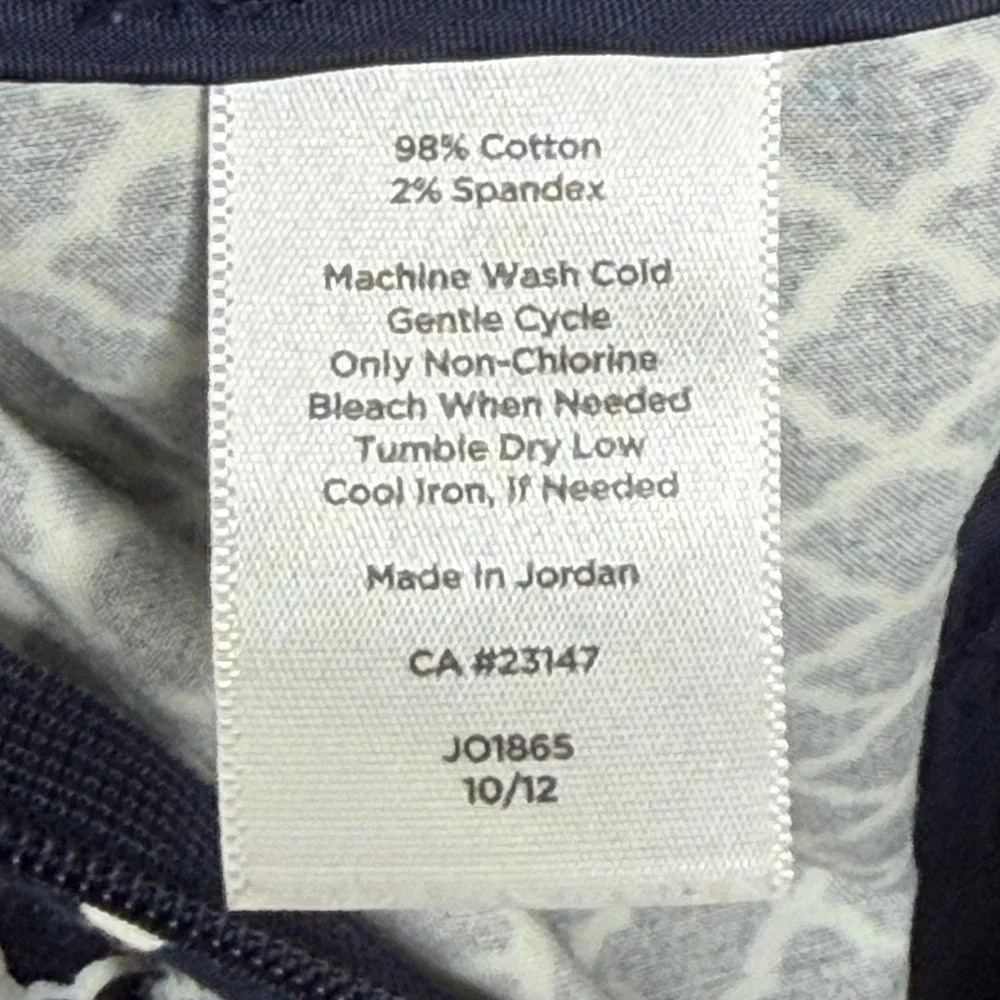 98% Cotton
2% Spandex
Machine Wash Cold
Gentle Cycle
Only Non-Chlorine
Bleach When Needed
Tumble Dry Low
Cool Iron, If Needed
Made In Jordan
CA #23147
JO1865
10/12